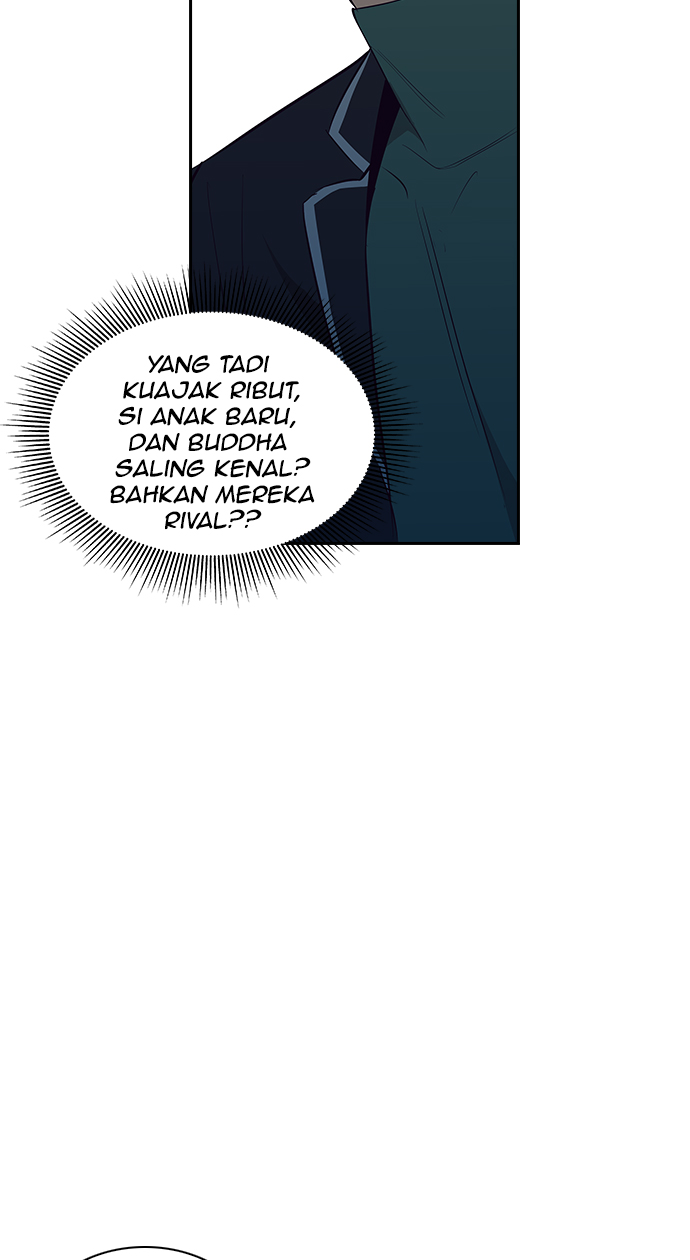 YANG TADI
KUAJAK RIBUT,
SI ANAK BARU,
DAN BUDDHA
SALING KENAL?
BAHKAN MEREKA
RIVAL??